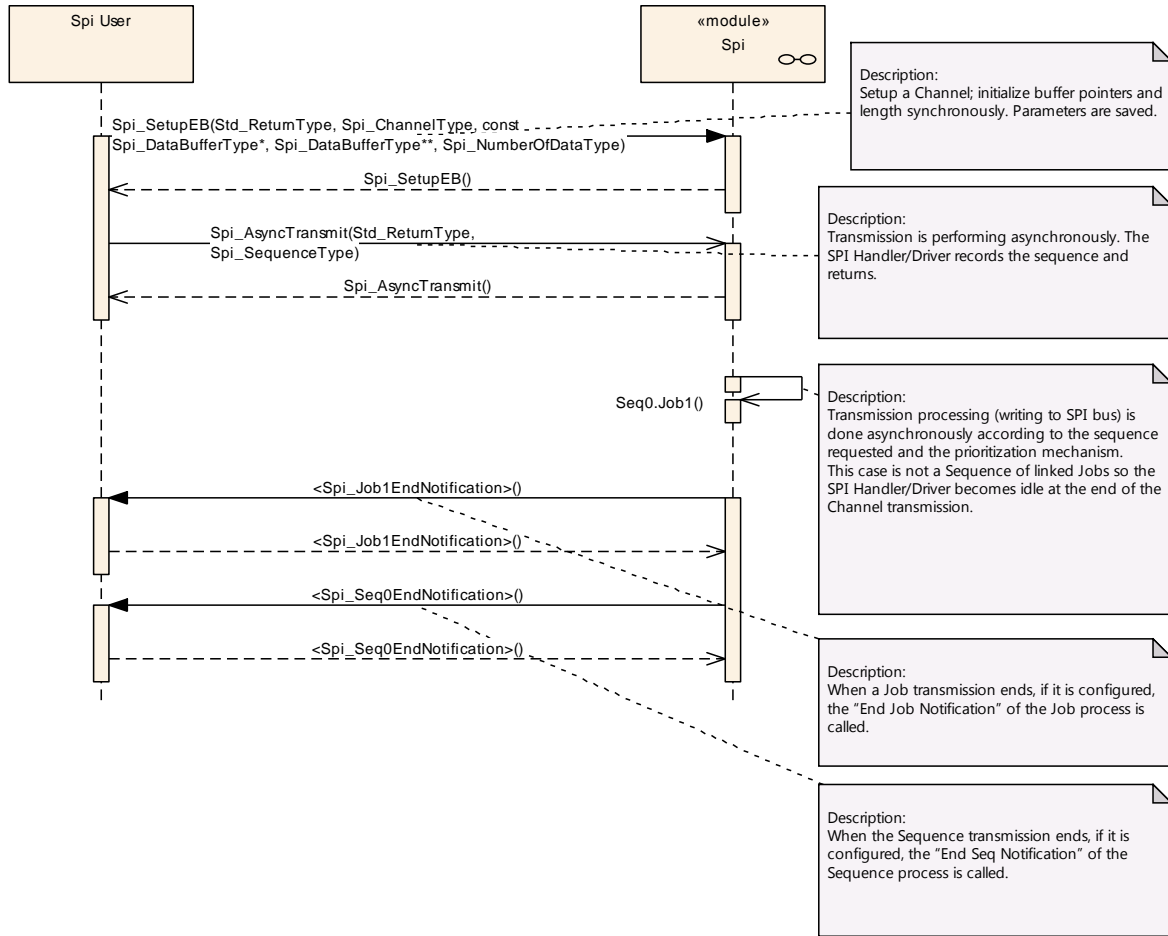 Spi User
«module»
Spi
Description:
Setup a Channel; initialize buffer pointers and
length synchronously. Parameters are saved.
Spi_SetupEB(Std_ReturnType, Spi_ChannelType, const
Spi_DataBufferType*, Spi_DataBufferType**, Spi_NumberOfDataType)
Spi_SetupEB()
Description:
Transmission is performing asynchronously. The
SPI Handler/Driver records the sequence and
returns.
Spi_AsyncTransmit(Std_ReturnType,
Spi_SequenceType)
Spi_AsyncTransmit()
Seq0.Job1()
Description:
Transmission processing (writing to SPI bus) is
done asynchronously according to the sequence
requested and the prioritization mechanism.
This case is not a Sequence of linked Jobs so the
SPI Handler/Driver becomes idle at the end of the
Channel transmission.
<Spi_Job1EndNotification>()
<Spi_Job1EndNotification>()
<Spi_Seq0EndNotification>()
<Spi_Seq0EndNotification>()
Description:
When a Job transmission ends, if it is configured,
the "End Job Notification" of the Job process is
called.
Description:
When the Sequence transmission ends, if it is
configured, the "End Seq Notification" of the
Sequence process is called.